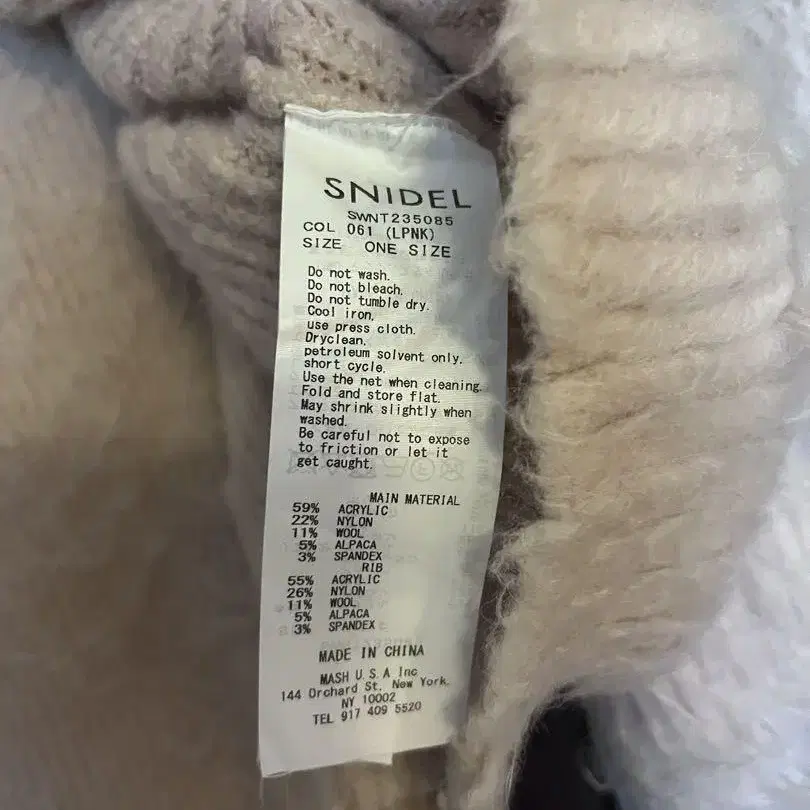 SNIDEL
SWNT235085
COL 061 (LPNK)
SIZE ONE SIZE
Do not wash.
Do not bleach.
Do not tumble dry.
Cool iron,
use press cloth.
Dryclean.
petroleum solvent only.
short cycle.
Use the net when cleaning.
Fold and store flat.
May shrink slightly when
washed.
Be careful not to expose
to friction or let it
get caught.
MAIN MATERIAL
59% ACRYLIC
22% NYLON
11% WOOL
5% ALPACA
3% SPANDEX
RIB
55% ACRYLIC
26% NYLON
11% WOOL
5% ALPACA
3% SPANDEX
MADE IN CHINA
MASH U.S.A Inc
144 Orchard St. New York,
NY 10002
TEL 917 409 5520